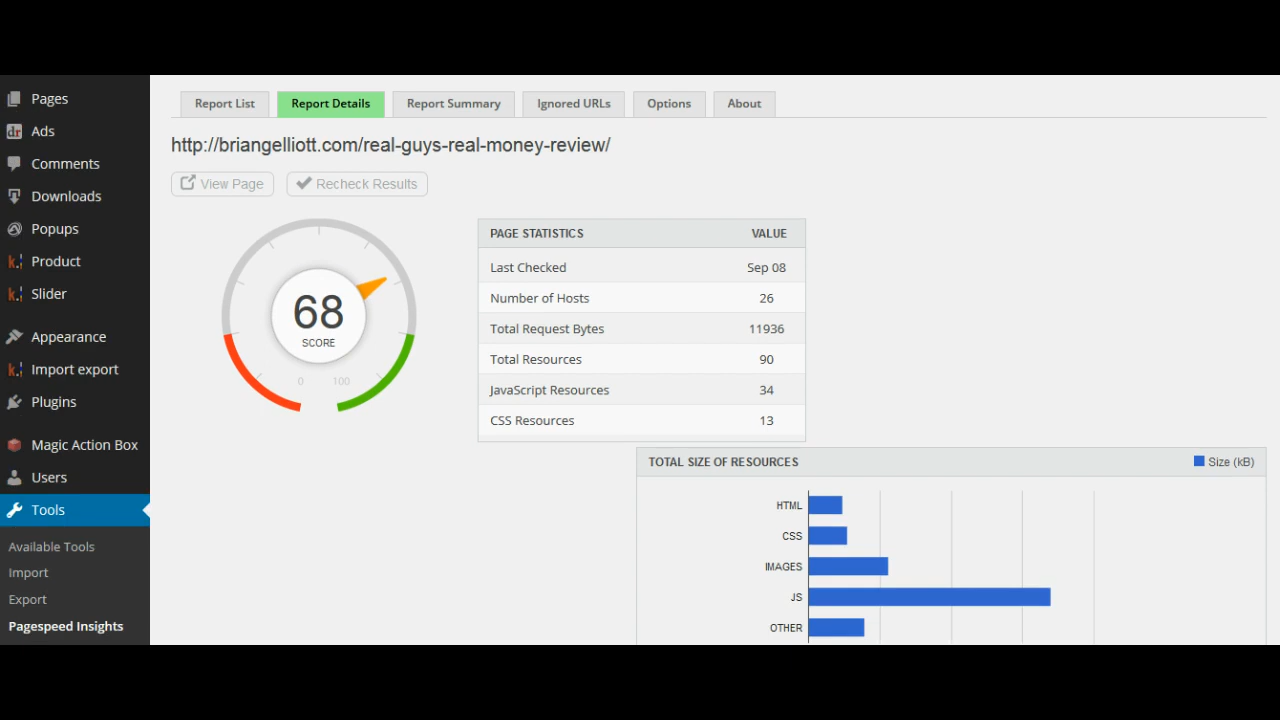 Pages
Ads
Comments
Downloads
Popups
Product
Slider
Appearance
Import export
Plugins
Magic Action Box
Users
Tools
Available Tools
Import
Export
Pagespeed Insights
Report List Report Details Report Summary Ignored URLs Options About
http://briangelliott.com/real-guys-real-money-review/
View Page Recheck Results
68
SCORE
0 100
PAGE STATISTICS VALUE
Last Checked Sep 08
Number of Hosts 26
Total Request Bytes 11936
Total Resources 90
JavaScript Resources 34
CSS Resources 13
TOTAL SIZE OF RESOURCES Size (kB)
HTML
CSS
IMAGES
JS
OTHER